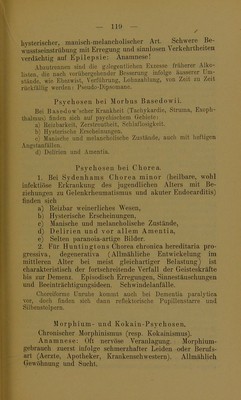 — 119 —
hysterischer, manisch-melancholischer Art. Schwere Be-
wusstseinstrübung mit Erregung und sinnlosen Verkehrtheiten
verdächtig auf Epilepsie: Anamnese!
Abzutrennen sind die gelegentlichen Exzesse früherer Alko-
listen, die nach vorübergehender Besserung infolge äusserer Um-
stände, wie Ehezwist, Verführung, Lohnzahlung, von Zeit zu Zeit
rückfällig werden: Pseudo-Dipsomane.
Psychosen bei Morbus Basedowii.
Bei Basedow'scher Krankheit (Tachykardie, Struma, Exoph-
thalmus) finden sich auf psychischem Gebiete:
a) Reizbarkeit, Zerstreutheit, Schlaflosigkeit.
b) Hysterische Erscheinungen.
c) Manische und melancholische Zustände, auch mit heftigen
Angstanfällen.
d) Delirien und Amentia.
Psychosen bei Chorea.
1. Bei Sydenhams Chorea minor (heilbare, wohl
infektiöse Erkrankung des jugendlichen Alters mit Be-
ziehungen zu Gelenkrheumatismus und akuter Endocarditis)
finden sich
a) Reizbar weinerliches Wesen,
b) Hysterische Erscheinungen,
c) Manische und melancholische Zustände,
d) Delirien und vor allem Amentia,
e) Selten paranoia-artige Bilder.
2. Für Huntingtons Chorea chronica hereditaria pro-
gressiva, degenerativa (Allmähliche Entwickelung im
mittleren Alter bei meist gleichartiger Belastung) ist
charakteristisch der fortschreitende Verfall der Geisteskräfte
bis zur Demenz. Episodisch Erregungen, Sinnestäuschungen
und Beeinträchtigungsideen. Schwindelanfälle.
Choreiforme Unruhe kommt auch bei Dementia paralytica
vor, doch finden sich dann reflektorische Pupillenstarre und
Silbenstolpern.
Morphium- und Kokain-Psychosen.
Chronischer Morphinismus (resp. Kokainismus).
Anamnese: Oft nervöse Veranlagung. Morphium-
gebrauch zuerst infolge schmerzhafter Leiden oder Berufs-
art (Aerzte, Apotheker, Krankenschwestern). Allmählich
Gewöhnung und Sucht.